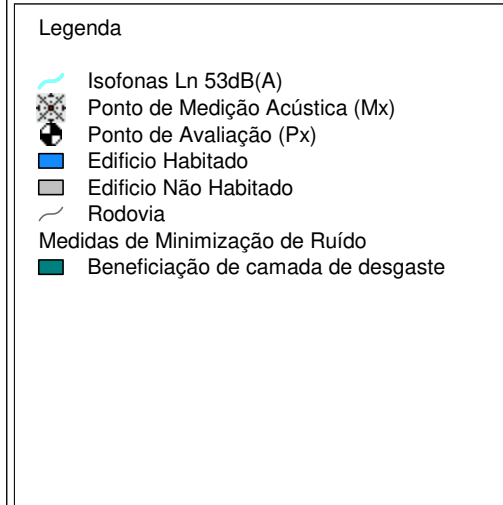 Legenda
Isofonas Ln 53dB(A)
Ponto de Medição Acústica (Mx)
Ponto de Avaliação (Px)
Edificio Habitado
Edificio Não Habitado
Rodovia
Medidas de Minimização de Ruído
Beneficiação de camada de desgaste